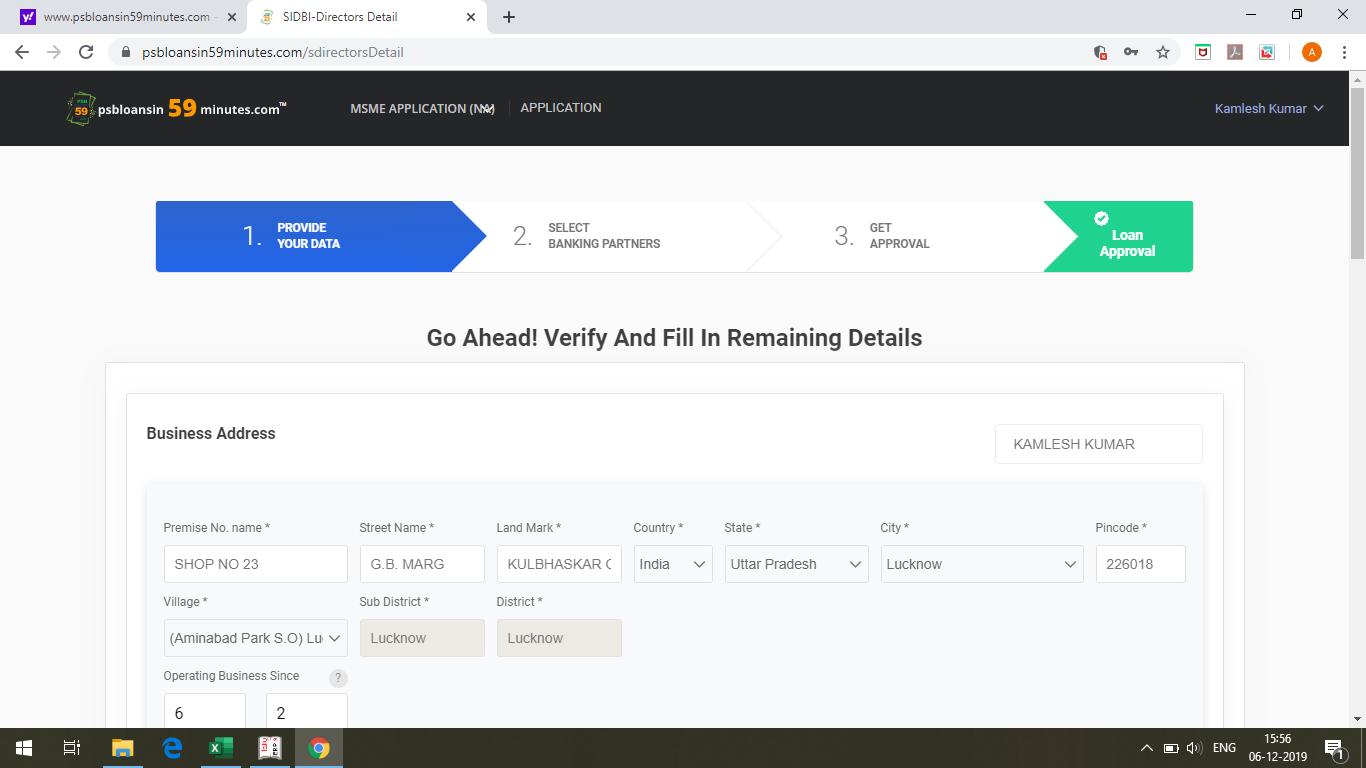 www.psbloansin59minutes.com -
SIDBI-Directors Detail
psbloansin59minutes.com/sdirectorsDetail
A
PSB 59 psbloansin 59 minutes.com™
MSME APPLICATION
APPLICATION
Kamlesh Kumar
1. PROVIDE YOUR DATA
2. SELECT BANKING PARTNERS
3. GET APPROVAL
Loan Approval
Go Ahead! Verify And Fill In Remaining Details
Business Address
KAMLESH KUMAR
Premise No. name * Street Name * Land Mark * Country * State * City * Pincode *
SHOP NO 23 G.B. MARG KULBHASKAR India Uttar Pradesh Lucknow 226018
Village * Sub District * District *
(Aminabad Park S.O) Lu Lucknow Lucknow
Operating Business Since ?
6 2
ENG
15:56
06-12-2019
1